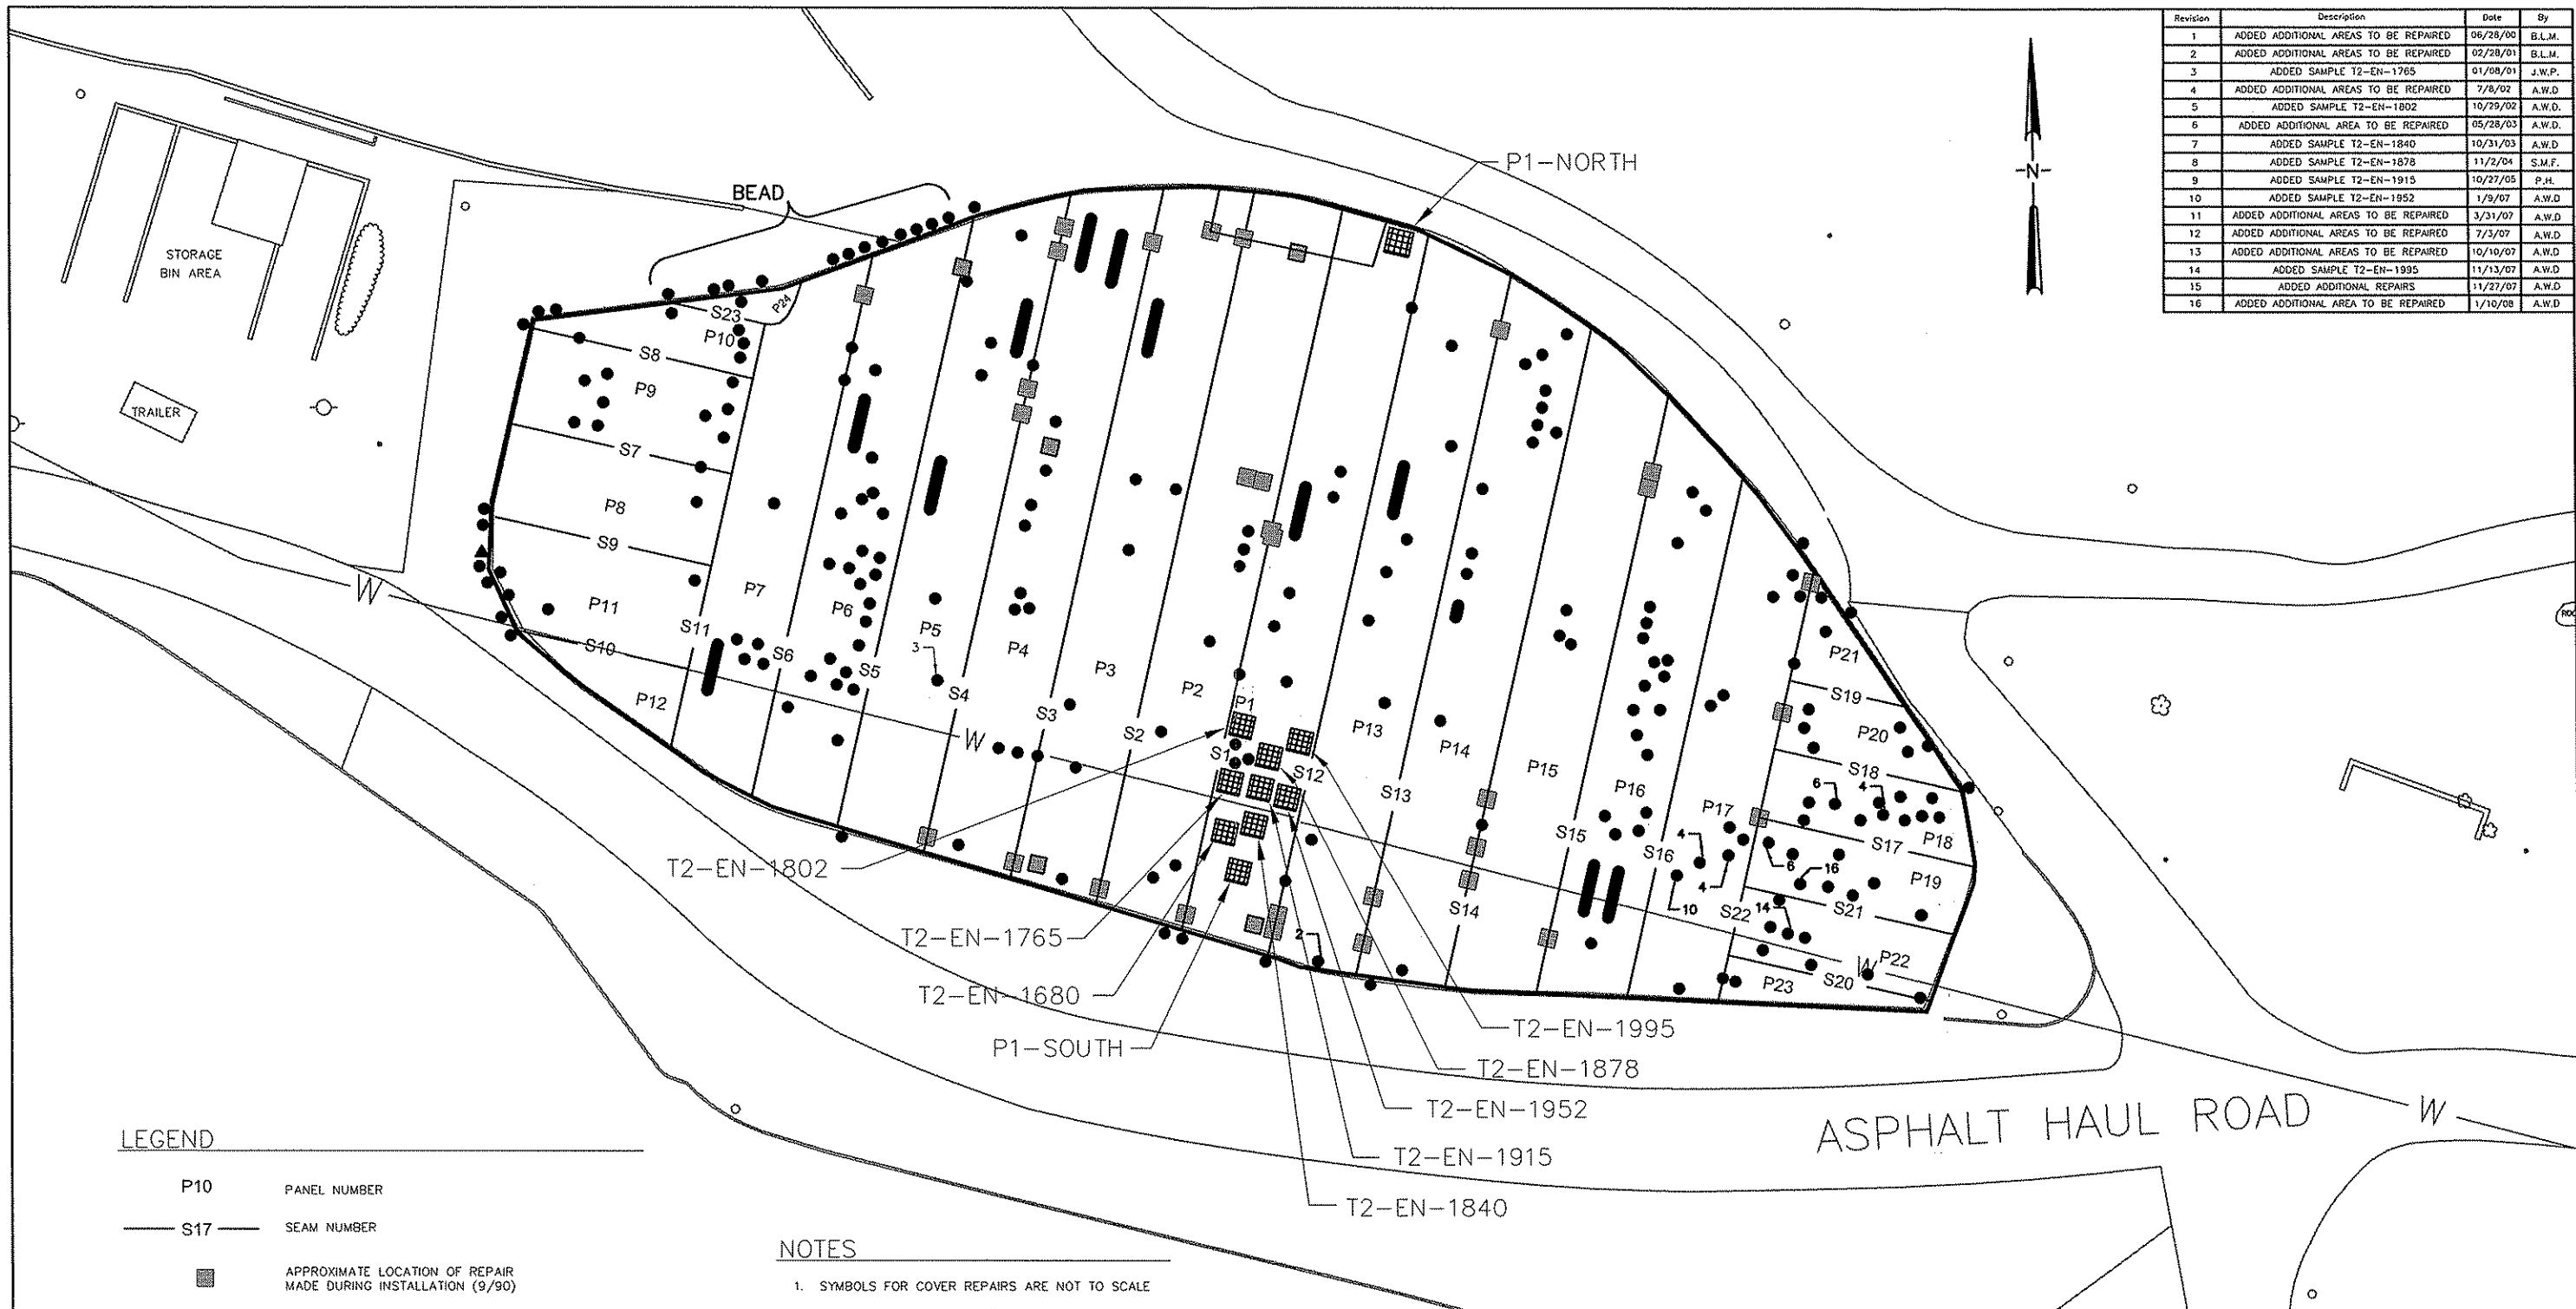 Revision Description Date By
1 ADDED ADDITIONAL AREAS TO BE REPAIRED 06/28/00 B.L.M.
2 ADDED ADDITIONAL AREAS TO BE REPAIRED 02/28/01 B.L.M.
3 ADDED SAMPLE T2-EN-1765 01/08/01 J.W.P.
4 ADDED ADDITIONAL AREAS TO BE REPAIRED 7/8/02 A.W.D
5 ADDED SAMPLE T2-EN-1802 10/29/02 A.W.D.
6 ADDED ADDITIONAL AREA TO BE REPAIRED 05/28/03 A.W.D.
7 ADDED SAMPLE T2-EN-1840 10/31/03 A.W.D
8 ADDED SAMPLE T2-EN-1878 11/2/04 S.M.F.
9 ADDED SAMPLE T2-EN-1915 10/27/05 P.H.
10 ADDED SAMPLE T2-EN-1952 1/9/07 A.W.D
11 ADDED ADDITIONAL AREAS TO BE REPAIRED 3/31/07 A.W.D
12 ADDED ADDITIONAL AREAS TO BE REPAIRED 7/3/07 A.W.D
13 ADDED ADDITIONAL AREAS TO BE REPAIRED 10/10/07 A.W.D
14 ADDED SAMPLE T2-EN-1995 11/13/07 A.W.D
15 ADDED ADDITIONAL REPAIRS 11/27/07 A.W.D
16 ADDED ADDITIONAL AREA TO BE REPAIRED 1/10/08 A.W.D
-N-
P1-NORTH
BEAD
STORAGE
BIN AREA
TRAILER
P24
S23
P10
S8
P9
S7
P8
S9
P11
S10
S11
P12
P7
S6
P6
S5
P5
3
S4
P4
S3
P3
S2
P2
P1
S1
S12
P13
S13
P14
S14
P15
S15
P16
S16
P17
S22
P21
S19
P20
S18
6
4
P18
S17
4
4
6
16
P19
10
14
S21
P22
S20
P23
2
W
W
W
W
T2-EN-1802
T2-EN-1765
T2-EN-1680
P1-SOUTH
T2-EN-1995
T2-EN-1878
T2-EN-1952
T2-EN-1915
T2-EN-1840
ASPHALT HAUL ROAD
LEGEND
P10 PANEL NUMBER
S17 SEAM NUMBER
APPROXIMATE LOCATION OF REPAIR
MADE DURING INSTALLATION (9/90)
NOTES
1. SYMBOLS FOR COVER REPAIRS ARE NOT TO SCALE